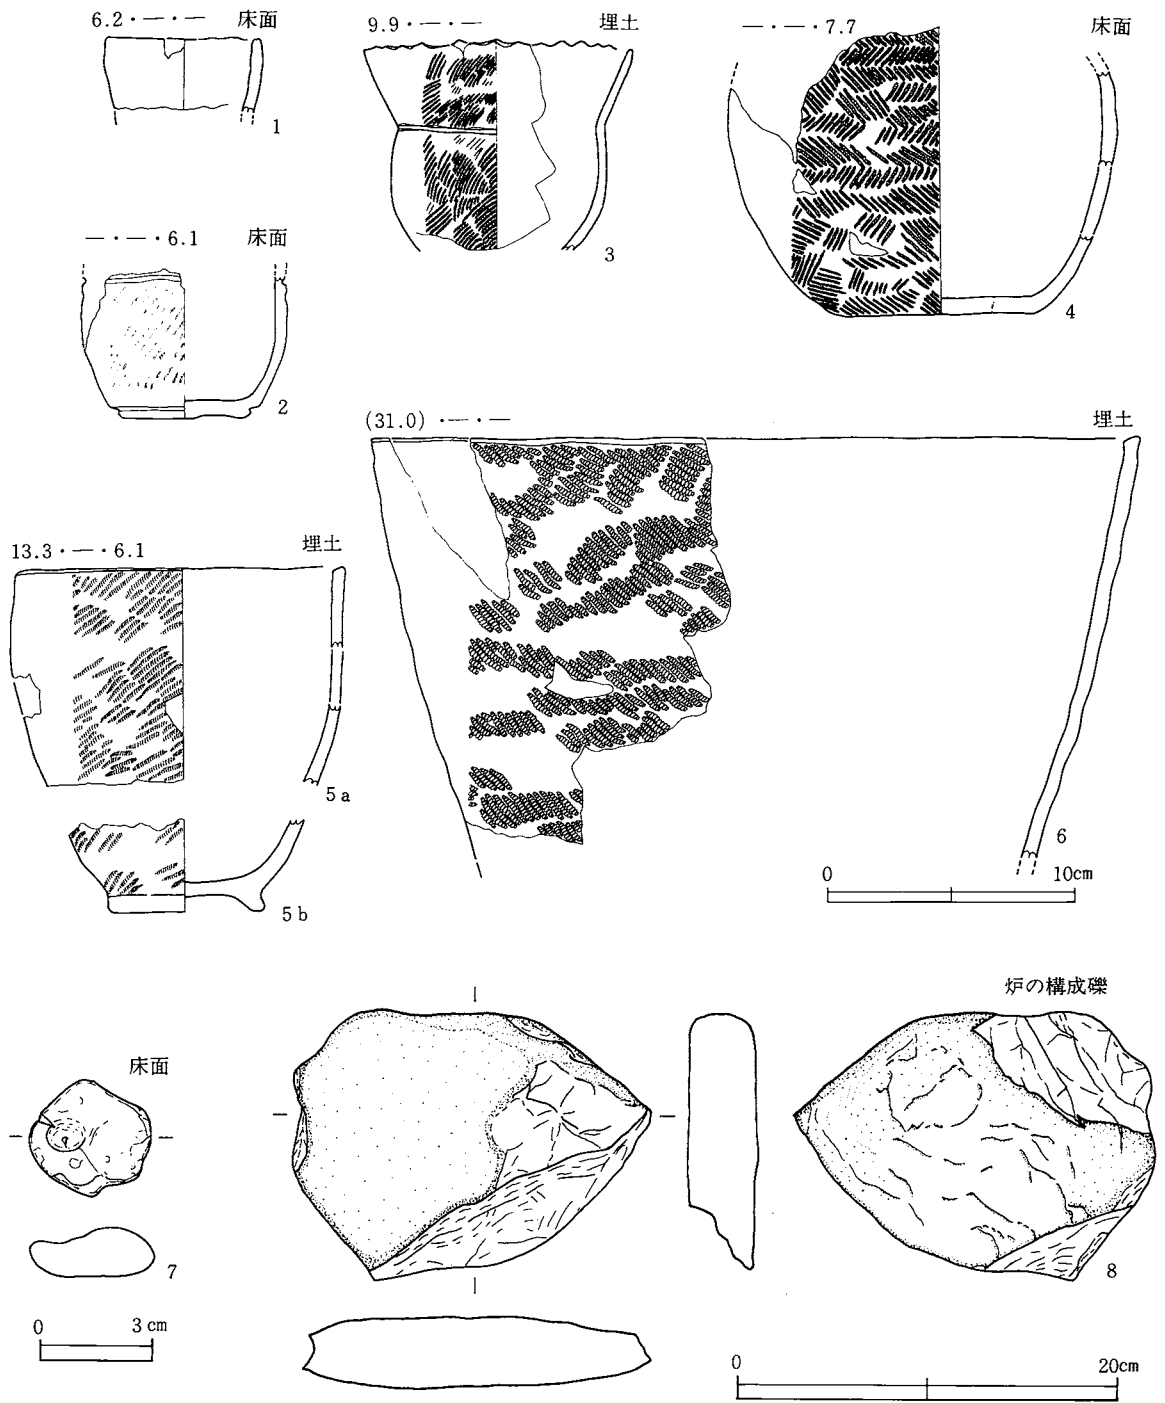 6.2・―・― 床面
1
9.9・―・― 埋土
3
―・―・7.7 床面
4
―・―・6.1 床面
2
(31.0)・―・― 埋土
6
13.3・―・6.1 埋土
5a
5b
0 10cm
炉の構成礫
床面
7
8
0 3cm
0 20cm